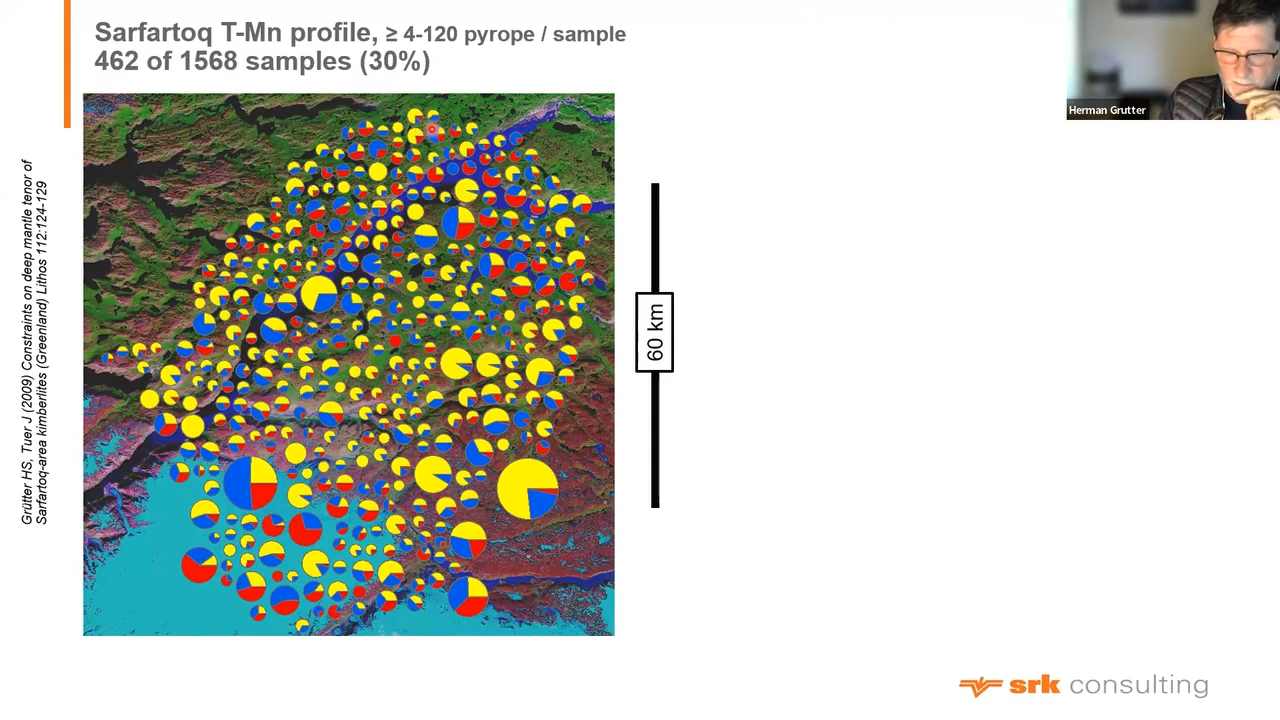 Sarfartoq T-Mn profile, ≥ 4-120 pyrope / sample
462 of 1568 samples (30%)
Herman Grutter
Grütter HS, Tuer J (2009) Constraints on deep mantle tenor of
Sarfartoq-area kimberlites (Greenland) Lithos 112:124-129
60 km
srk consulting